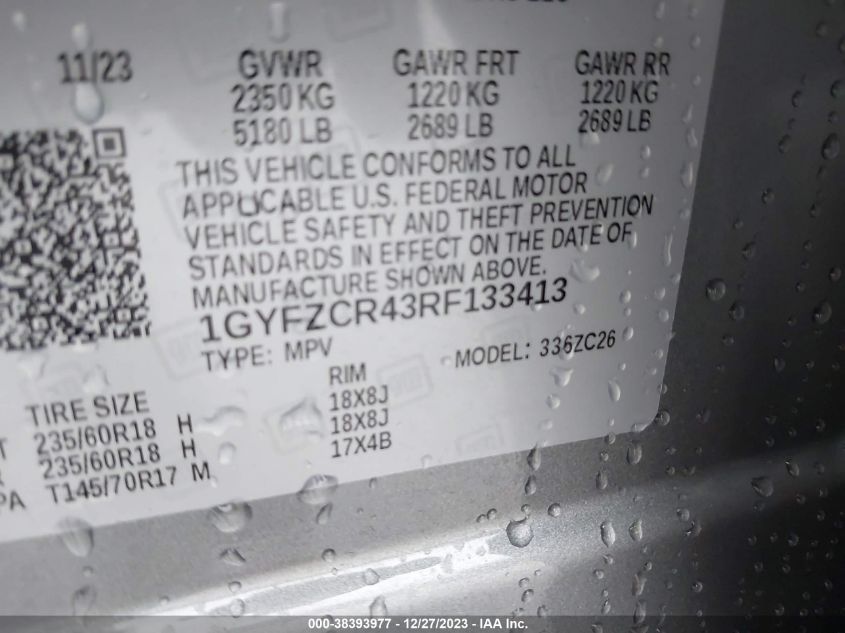 11/23 GVWR GAWR FRT GAWR RR
2350 KG 1220 KG 1220 KG
5180 LB 2689 LB 2689 LB
THIS VEHICLE CONFORMS TO ALL
APPLICABLE U.S. FEDERAL MOTOR
VEHICLE SAFETY AND THEFT PREVENTION
STANDARDS IN EFFECT ON THE DATE OF
MANUFACTURE SHOWN ABOVE.
1GYFZCR43RF133413
TYPE: MPV MODEL: 336ZC26
TIRE SIZE RIM
235/60R18 H 18X8J
235/60R18 H 18X8J
T145/70R17 M 17X4B
000-38393977 - 12/27/2023 - IAA Inc.